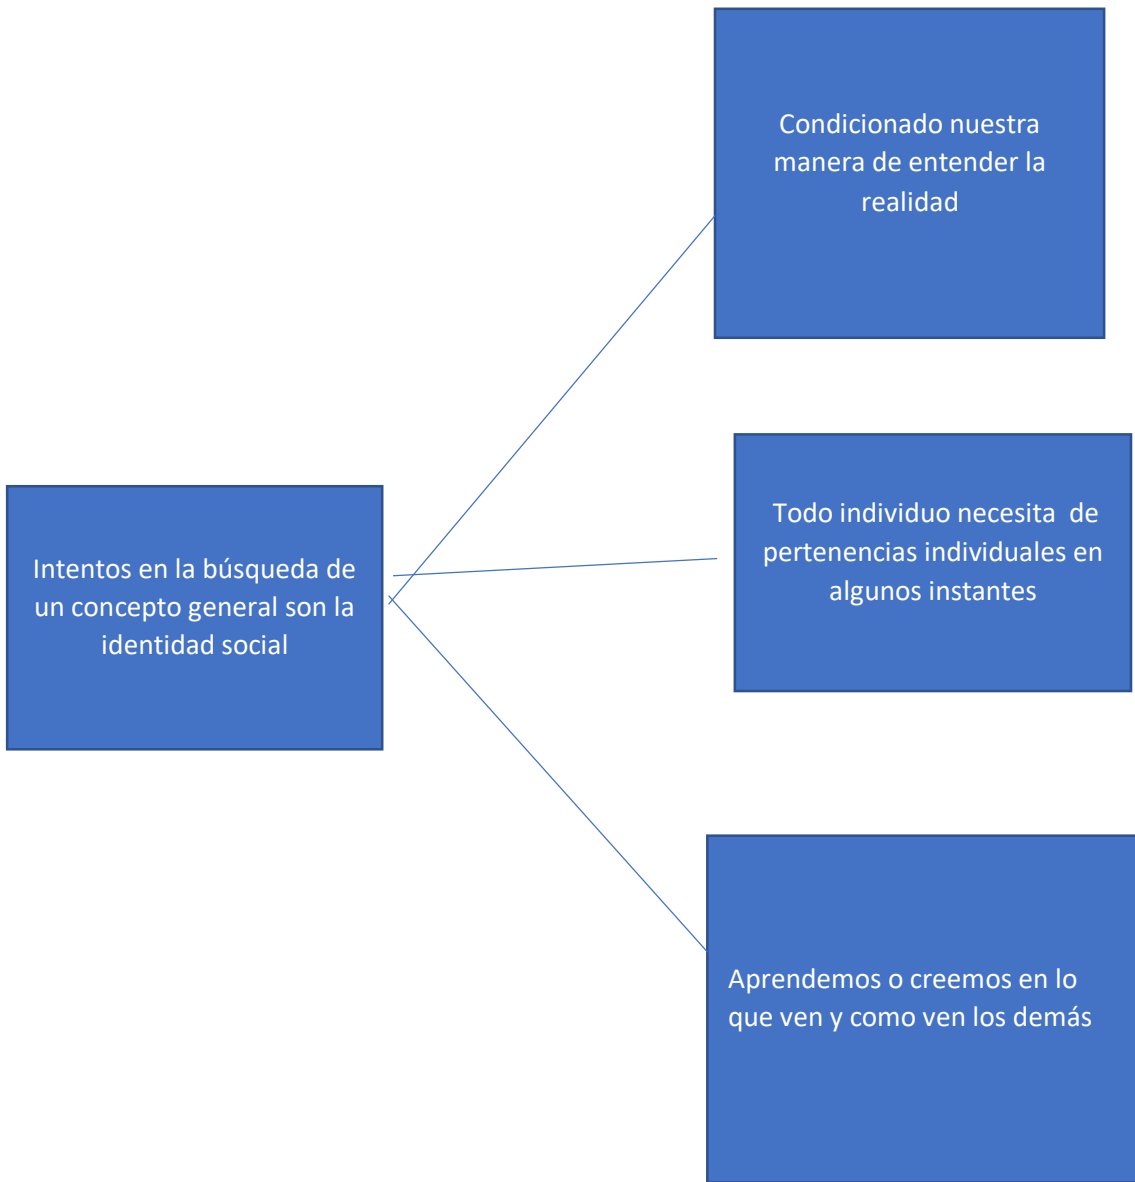 Condicionado nuestra
manera de entender la
realidad
Todo individuo necesita  de
pertenencias individuales en
algunos instantes
Intentos en la búsqueda de
un concepto general son la
identidad social
Aprendemos o creemos en lo
que ven y como ven los demás